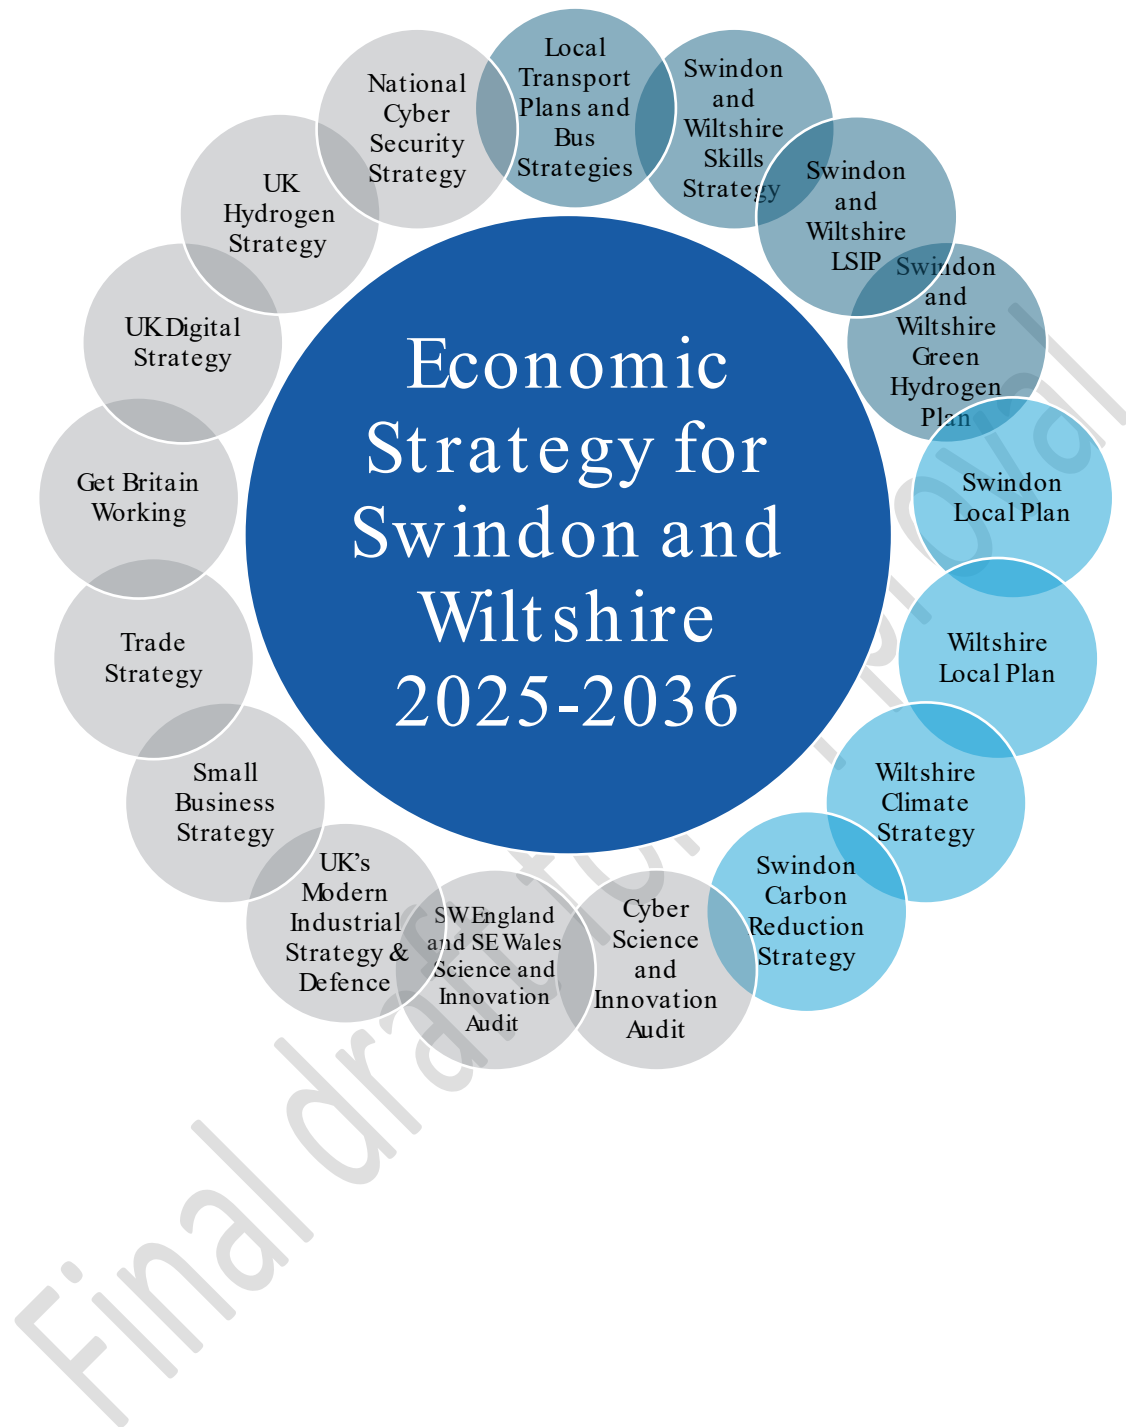 Local
Transport
Plans and
Bus
Strategies
Swindon
and
Wiltshire
Skills
Strategy
Swindon
and
Wiltshire
LSIP
Swindon
and
Wiltshire
Green
Hydrogen
Plan
Swindon
Local Plan
Wiltshire
Local Plan
Wiltshire
Climate
Strategy
Swindon
Carbon
Reduction
Strategy
Cyber
Science
and
Innovation
Audit
SW England
and SE Wales
Science and
Innovation
Audit
UK’s
Modern
Industrial
Strategy &
Defence
Small
Business
Strategy
Trade
Strategy
Get Britain
Working
UK Digital
Strategy
UK
Hydrogen
Strategy
National
Cyber
Security
Strategy
Economic
Strategy for
Swindon and
Wiltshire
2025-2036
Final draft for